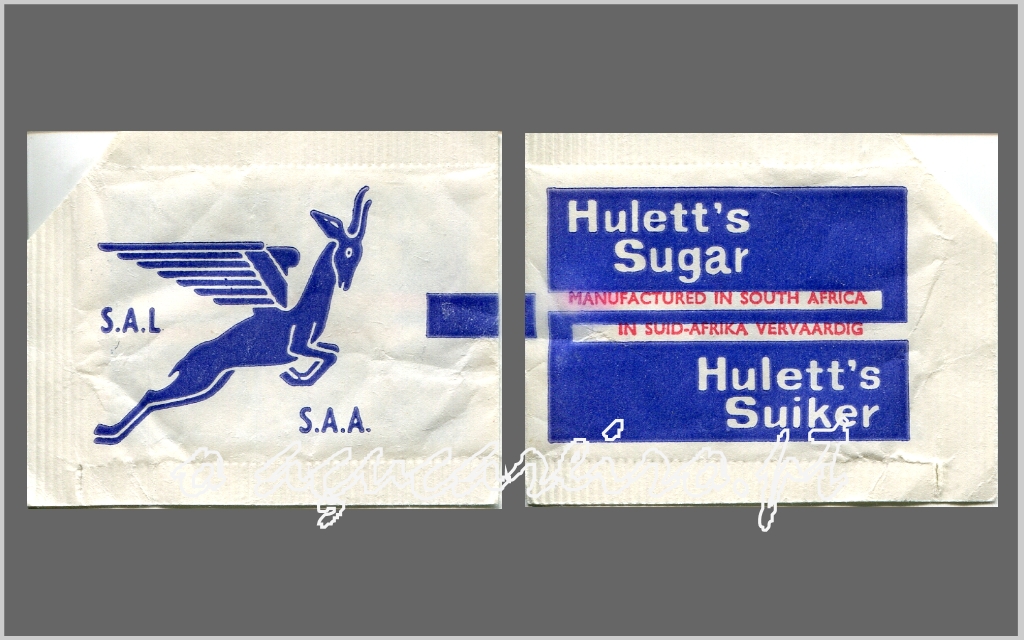 S.A.L.
S.A.A.
Hulett's
Sugar
MANUFACTURED IN SOUTH AFRICA
IN SUID-AFRIKA VERVAARDIG
Hulett's
Suiker